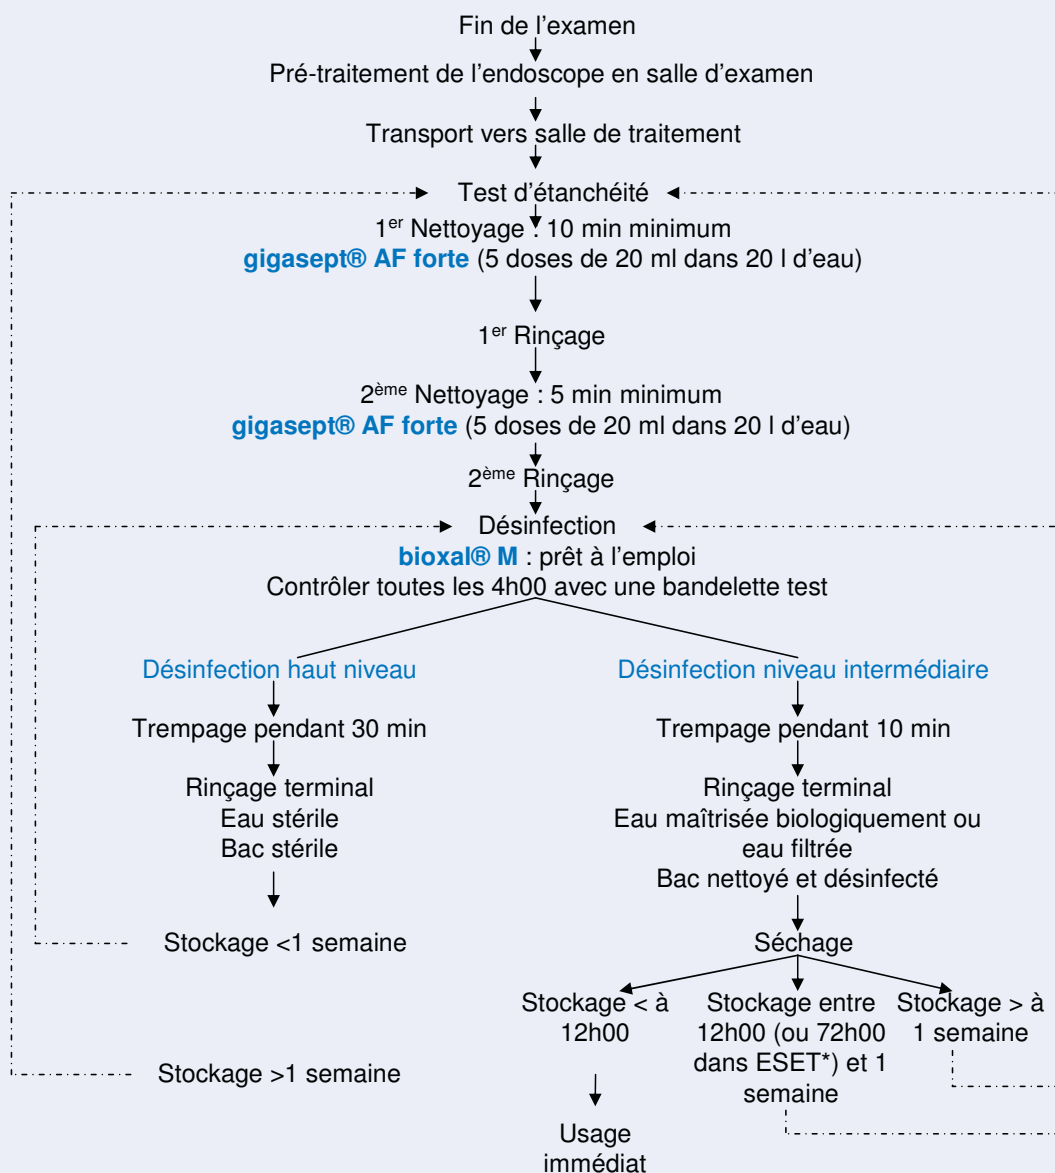 Fin de l'examen
Pré-traitement de l'endoscope en salle d'examen
Transport vers salle de traitement
Test d'étanchéité
1er Nettoyage : 10 min minimum
gigasept® AF forte (5 doses de 20 ml dans 20 l d'eau)
1er Rinçage
2ème Nettoyage : 5 min minimum
gigasept® AF forte (5 doses de 20 ml dans 20 l d'eau)
2ème Rinçage
Désinfection
bioxal® M : prêt à l'emploi
Contrôler toutes les 4h00 avec une bandelette test
Désinfection haut niveau
Trempage pendant 30 min
Rinçage terminal
Eau stérile
Bac stérile
Stockage <1 semaine
Stockage >1 semaine
Désinfection niveau intermédiaire
Trempage pendant 10 min
Rinçage terminal
Eau maîtrisée biologiquement ou
eau filtrée
Bac nettoyé et désinfecté
Séchage
Stockage < à
12h00
Usage
immédiat
Stockage entre
12h00 (ou 72h00
dans ESET*) et 1
semaine
Stockage > à
1 semaine